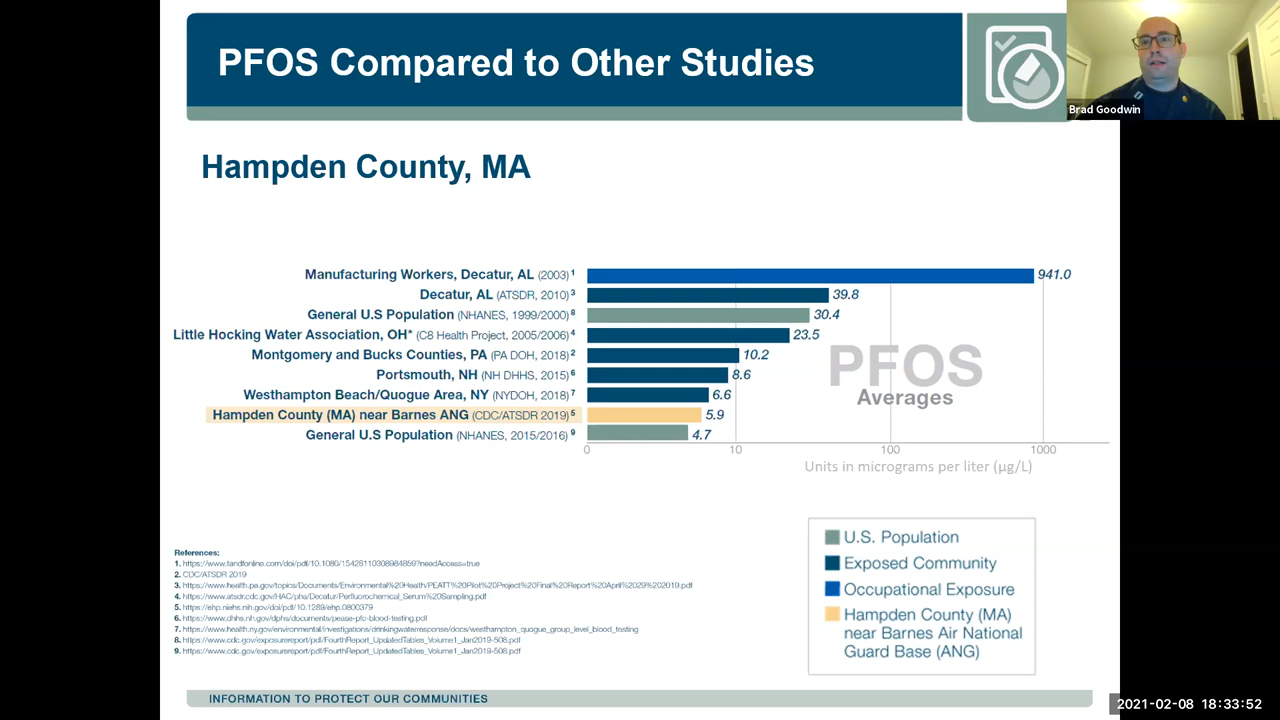 PFOS Compared to Other Studies
Brad Goodwin
Hampden County, MA
Manufacturing Workers, Decatur, AL (2003) 1 941.0
Decatur, AL (ATSDR, 2010) 3 39.8
General U.S Population (NHANES, 1999/2000) 8 30.4
Little Hocking Water Association, OH* (C8 Health Project, 2005/2006) 4 23.5
Montgomery and Bucks Counties, PA (PA DOH, 2018) 2 10.2
Portsmouth, NH (NH DHHS, 2015) 6 8.6
Westhampton Beach/Quogue Area, NY (NYDOH, 2018) 7 6.6
Hampden County (MA) near Barnes ANG (CDC/ATSDR 2019) 5 5.9
General U.S Population (NHANES, 2015/2016) 9 4.7
PFOS
Averages
0 10 100 1000
Units in micrograms per liter (µg/L)
U.S. Population
Exposed Community
Occupational Exposure
Hampden County (MA)
near Barnes Air National
Guard Base (ANG)
References:
1. https://www.tandfonline.com/doi/pdf/10.1080/15428110308984859?needAccess=true
2. CDC/ATSDR 2019
3. https://www.health.pa.gov/topics/Documents/Environmental%20Health/PEATT%20Pilot%20Project%20Final%20Report%20April%2029%202019.pdf
4. https://www.atsdr.cdc.gov/HAC/pha/Decatur/Perfluorochemical_Serum%20Sampling.pdf
5. https://ehp.niehs.nih.gov/doi/pdf/10.1289/ehp.0800379
6. https://www.dhhs.nh.gov/dphs/documents/pease-pfc-blood-testing.pdf
7. https://www.health.ny.gov/environmental/investigations/drinkingwaterresponse/docs/westhampton_quogue_group_level_blood_testing
8. https://www.cdc.gov/exposurereport/pdf/FourthReport_UpdatedTables_Volume1_Jan2019-508.pdf
9. https://www.cdc.gov/exposurereport/pdf/FourthReport_UpdatedTables_Volume1_Jan2019-508.pdf
INFORMATION TO PROTECT OUR COMMUNITIES
2021-02-08 18:33:52